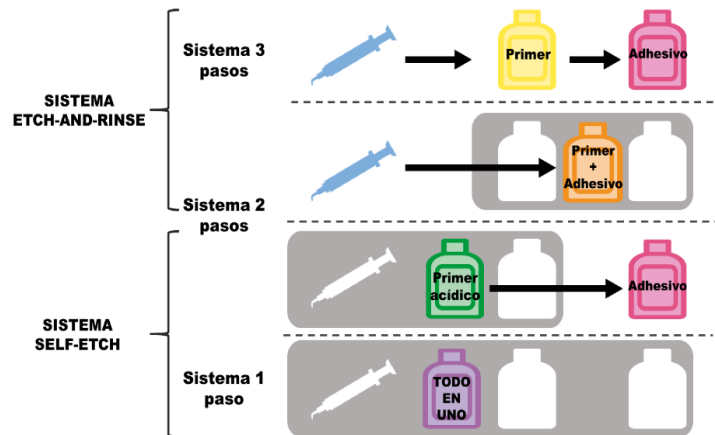 Sistema 3
pasos
Primer
Adhesivo
SISTEMA
ETCH-AND-RINSE
Primer
+
Adhesivo
Sistema 2
pasos
Primer
acídico
Adhesivo
SISTEMA
SELF-ETCH
Sistema 1
paso
TODO
EN
UNO